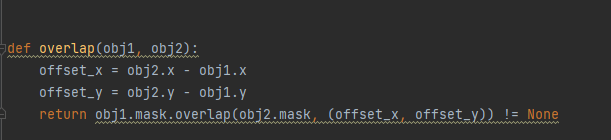 def overlap(obj1, obj2):
    offset_x = obj2.x - obj1.x
    offset_y = obj2.y - obj1.y
    return obj1.mask.overlap(obj2.mask, (offset_x, offset_y)) != None